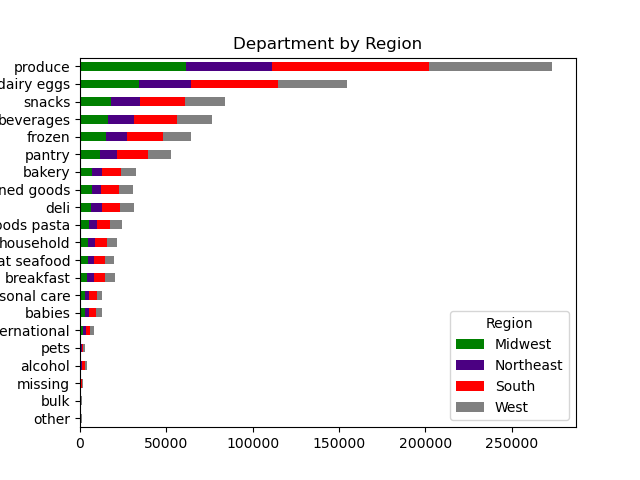 Department by Region
produce
dairy eggs
snacks
beverages
frozen
pantry
bakery
ned goods
deli
ods pasta
household
at seafood
breakfast
sonal care
babies
ernational
pets
alcohol
missing
bulk
other
0 50000 100000 150000 200000 250000
Region
Midwest
Northeast
South
West